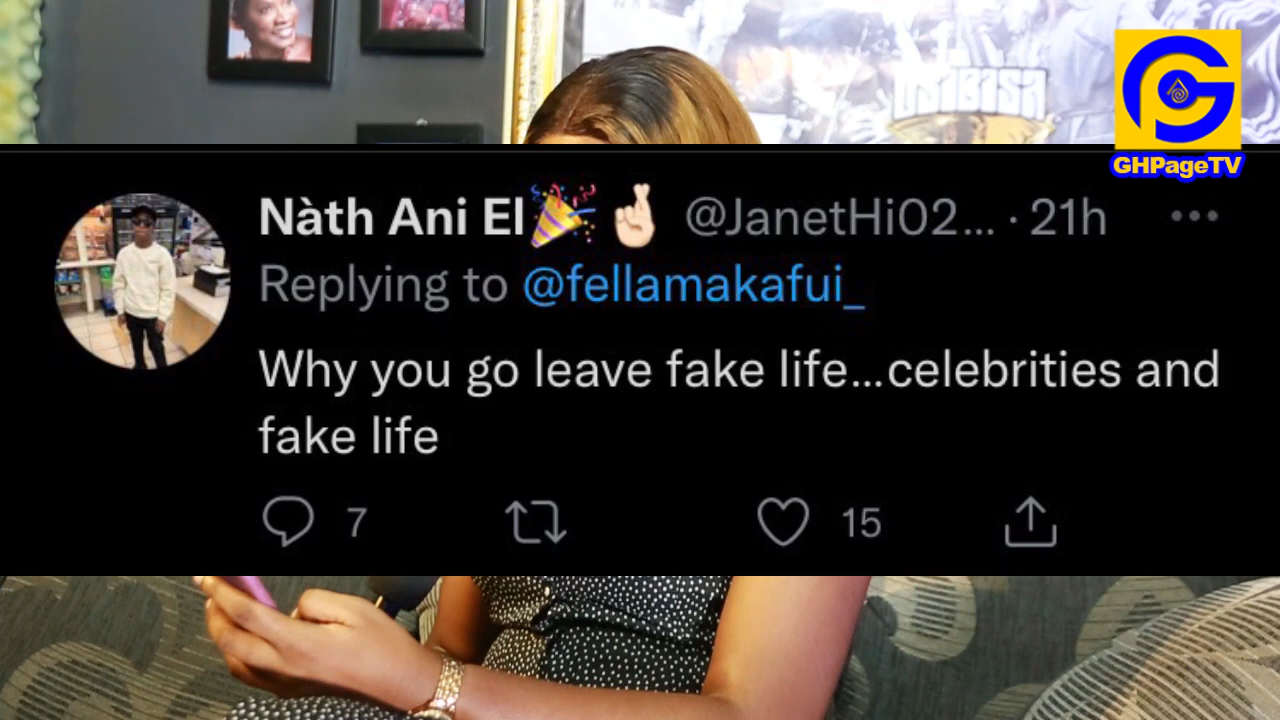 OSIBISA
GHPageTV
Nàth Ani El🎉🤞🏻 @JanetHi02... · 21h
Replying to @fellamakafui_
Why you go leave fake life...celebrities and
fake life
7 15